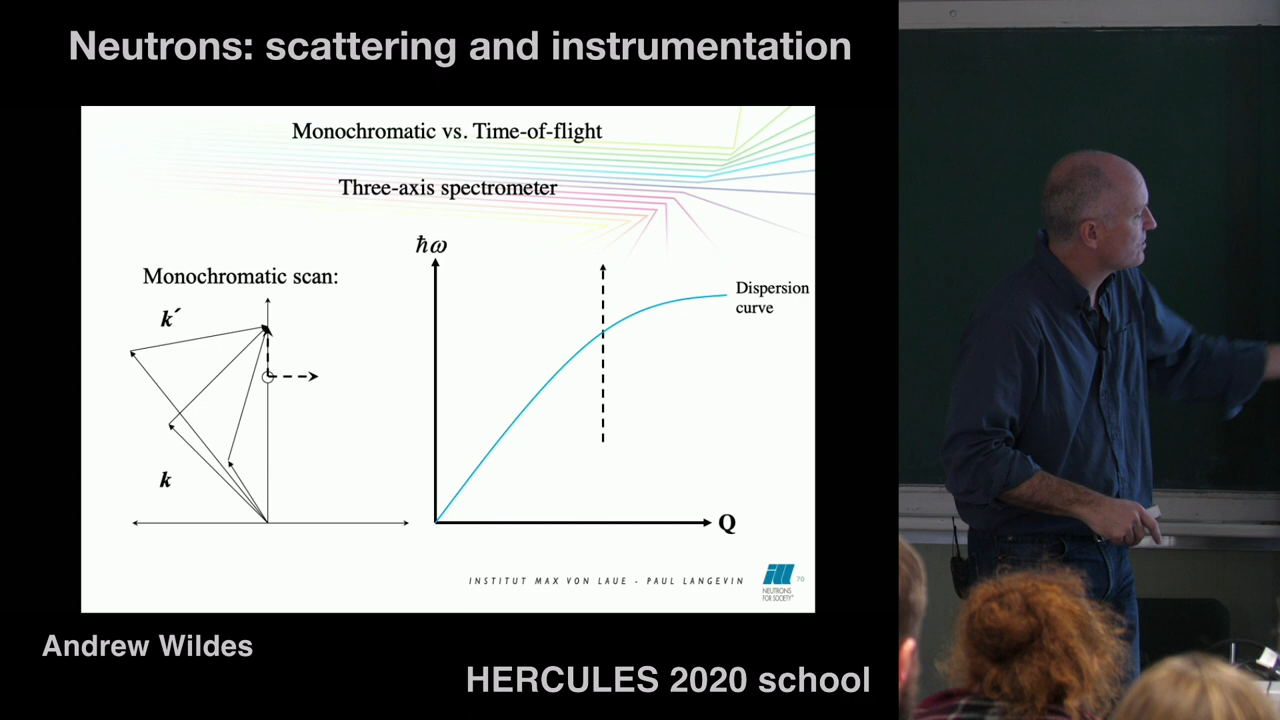 Neutrons: scattering and instrumentation
Monochromatic vs. Time-of-flight
Three-axis spectrometer
ħω
Monochromatic scan:
k´
Dispersion
curve
k
Q
INSTITUT MAX VON LAUE - PAUL LANGEVIN
ill
NEUTRONS
FOR SOCIETY®
70
Andrew Wildes
HERCULES 2020 school